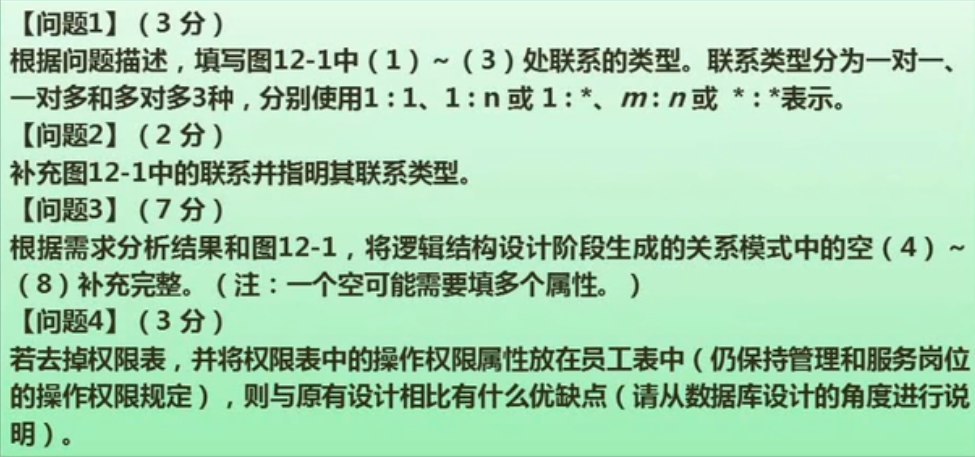 【问题1】（3 分）
根据问题描述，填写图12-1中（1）~（3）处联系的类型。联系类型分为一对一、
一对多和多对多3种，分别使用1：1、1：n 或 1：*、m：n 或 *：*表示。
【问题2】（2 分）
补充图12-1中的联系并指明其联系类型。
【问题3】（7 分）
根据需求分析结果和图12-1，将逻辑结构设计阶段生成的关系模式中的空（4）~
（8）补充完整。（注：一个空可能需要填多个属性。）
【问题4】（3 分）
若去掉权限表，并将权限表中的操作权限属性放在员工表中（仍保持管理和服务岗位
的操作权限规定），则与原有设计相比有什么优缺点（请从数据库设计的角度进行说
明）。